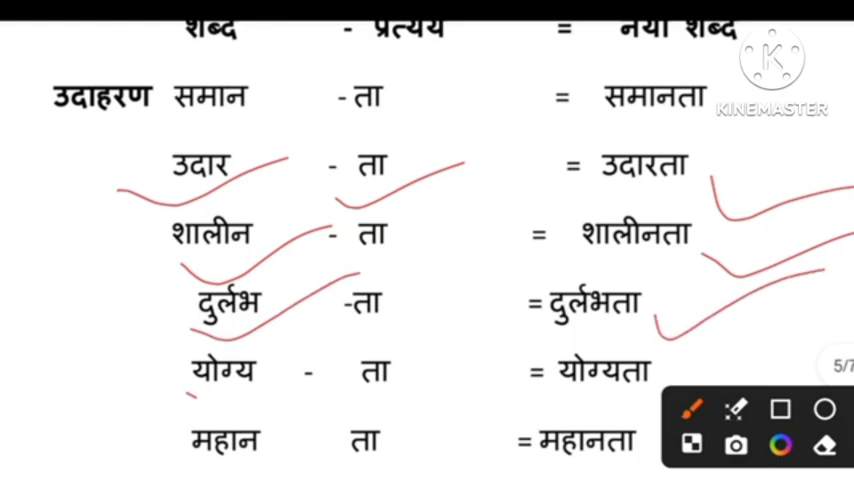 शब्द - प्रत्यय = नया शब्द
उदाहरण समान - ता = समानता
KINEMASTER
उदार - ता = उदारता
शालीन - ता = शालीनता
दुर्लभ -ता = दुर्लभता
योग्य - ता = योग्यता
5/7
महान ता = महानता